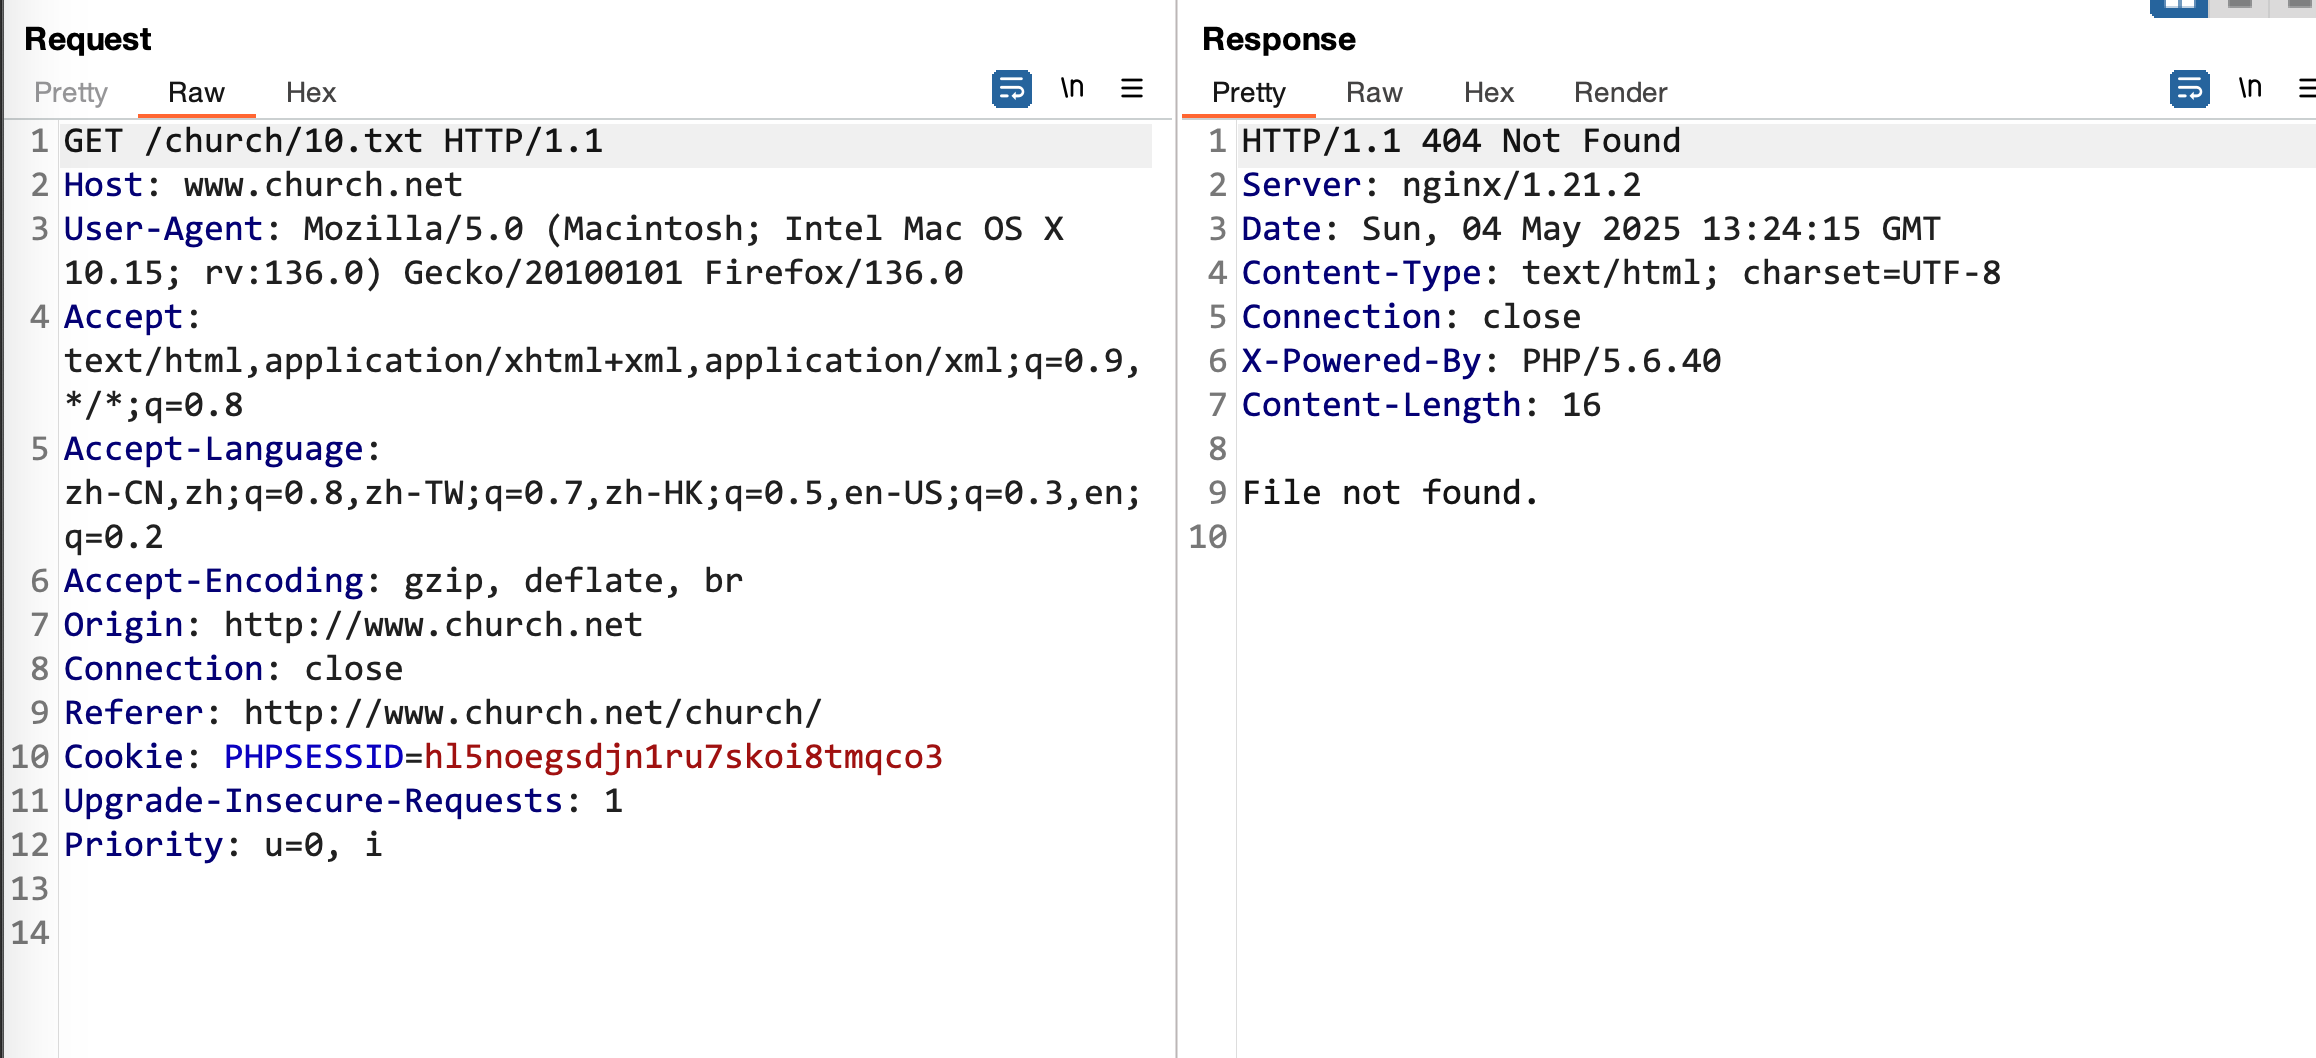 Request
Pretty Raw Hex \n
1 GET /church/10.txt HTTP/1.1
2 Host: www.church.net
3 User-Agent: Mozilla/5.0 (Macintosh; Intel Mac OS X
10.15; rv:136.0) Gecko/20100101 Firefox/136.0
4 Accept:
text/html,application/xhtml+xml,application/xml;q=0.9,
*/*;q=0.8
5 Accept-Language:
zh-CN,zh;q=0.8,zh-TW;q=0.7,zh-HK;q=0.5,en-US;q=0.3,en;
q=0.2
6 Accept-Encoding: gzip, deflate, br
7 Origin: http://www.church.net
8 Connection: close
9 Referer: http://www.church.net/church/
10 Cookie: PHPSESSID=hl5noegsdjn1ru7skoi8tmqco3
11 Upgrade-Insecure-Requests: 1
12 Priority: u=0, i
13
14
Response
Pretty Raw Hex Render \n
1 HTTP/1.1 404 Not Found
2 Server: nginx/1.21.2
3 Date: Sun, 04 May 2025 13:24:15 GMT
4 Content-Type: text/html; charset=UTF-8
5 Connection: close
6 X-Powered-By: PHP/5.6.40
7 Content-Length: 16
8
9 File not found.
10